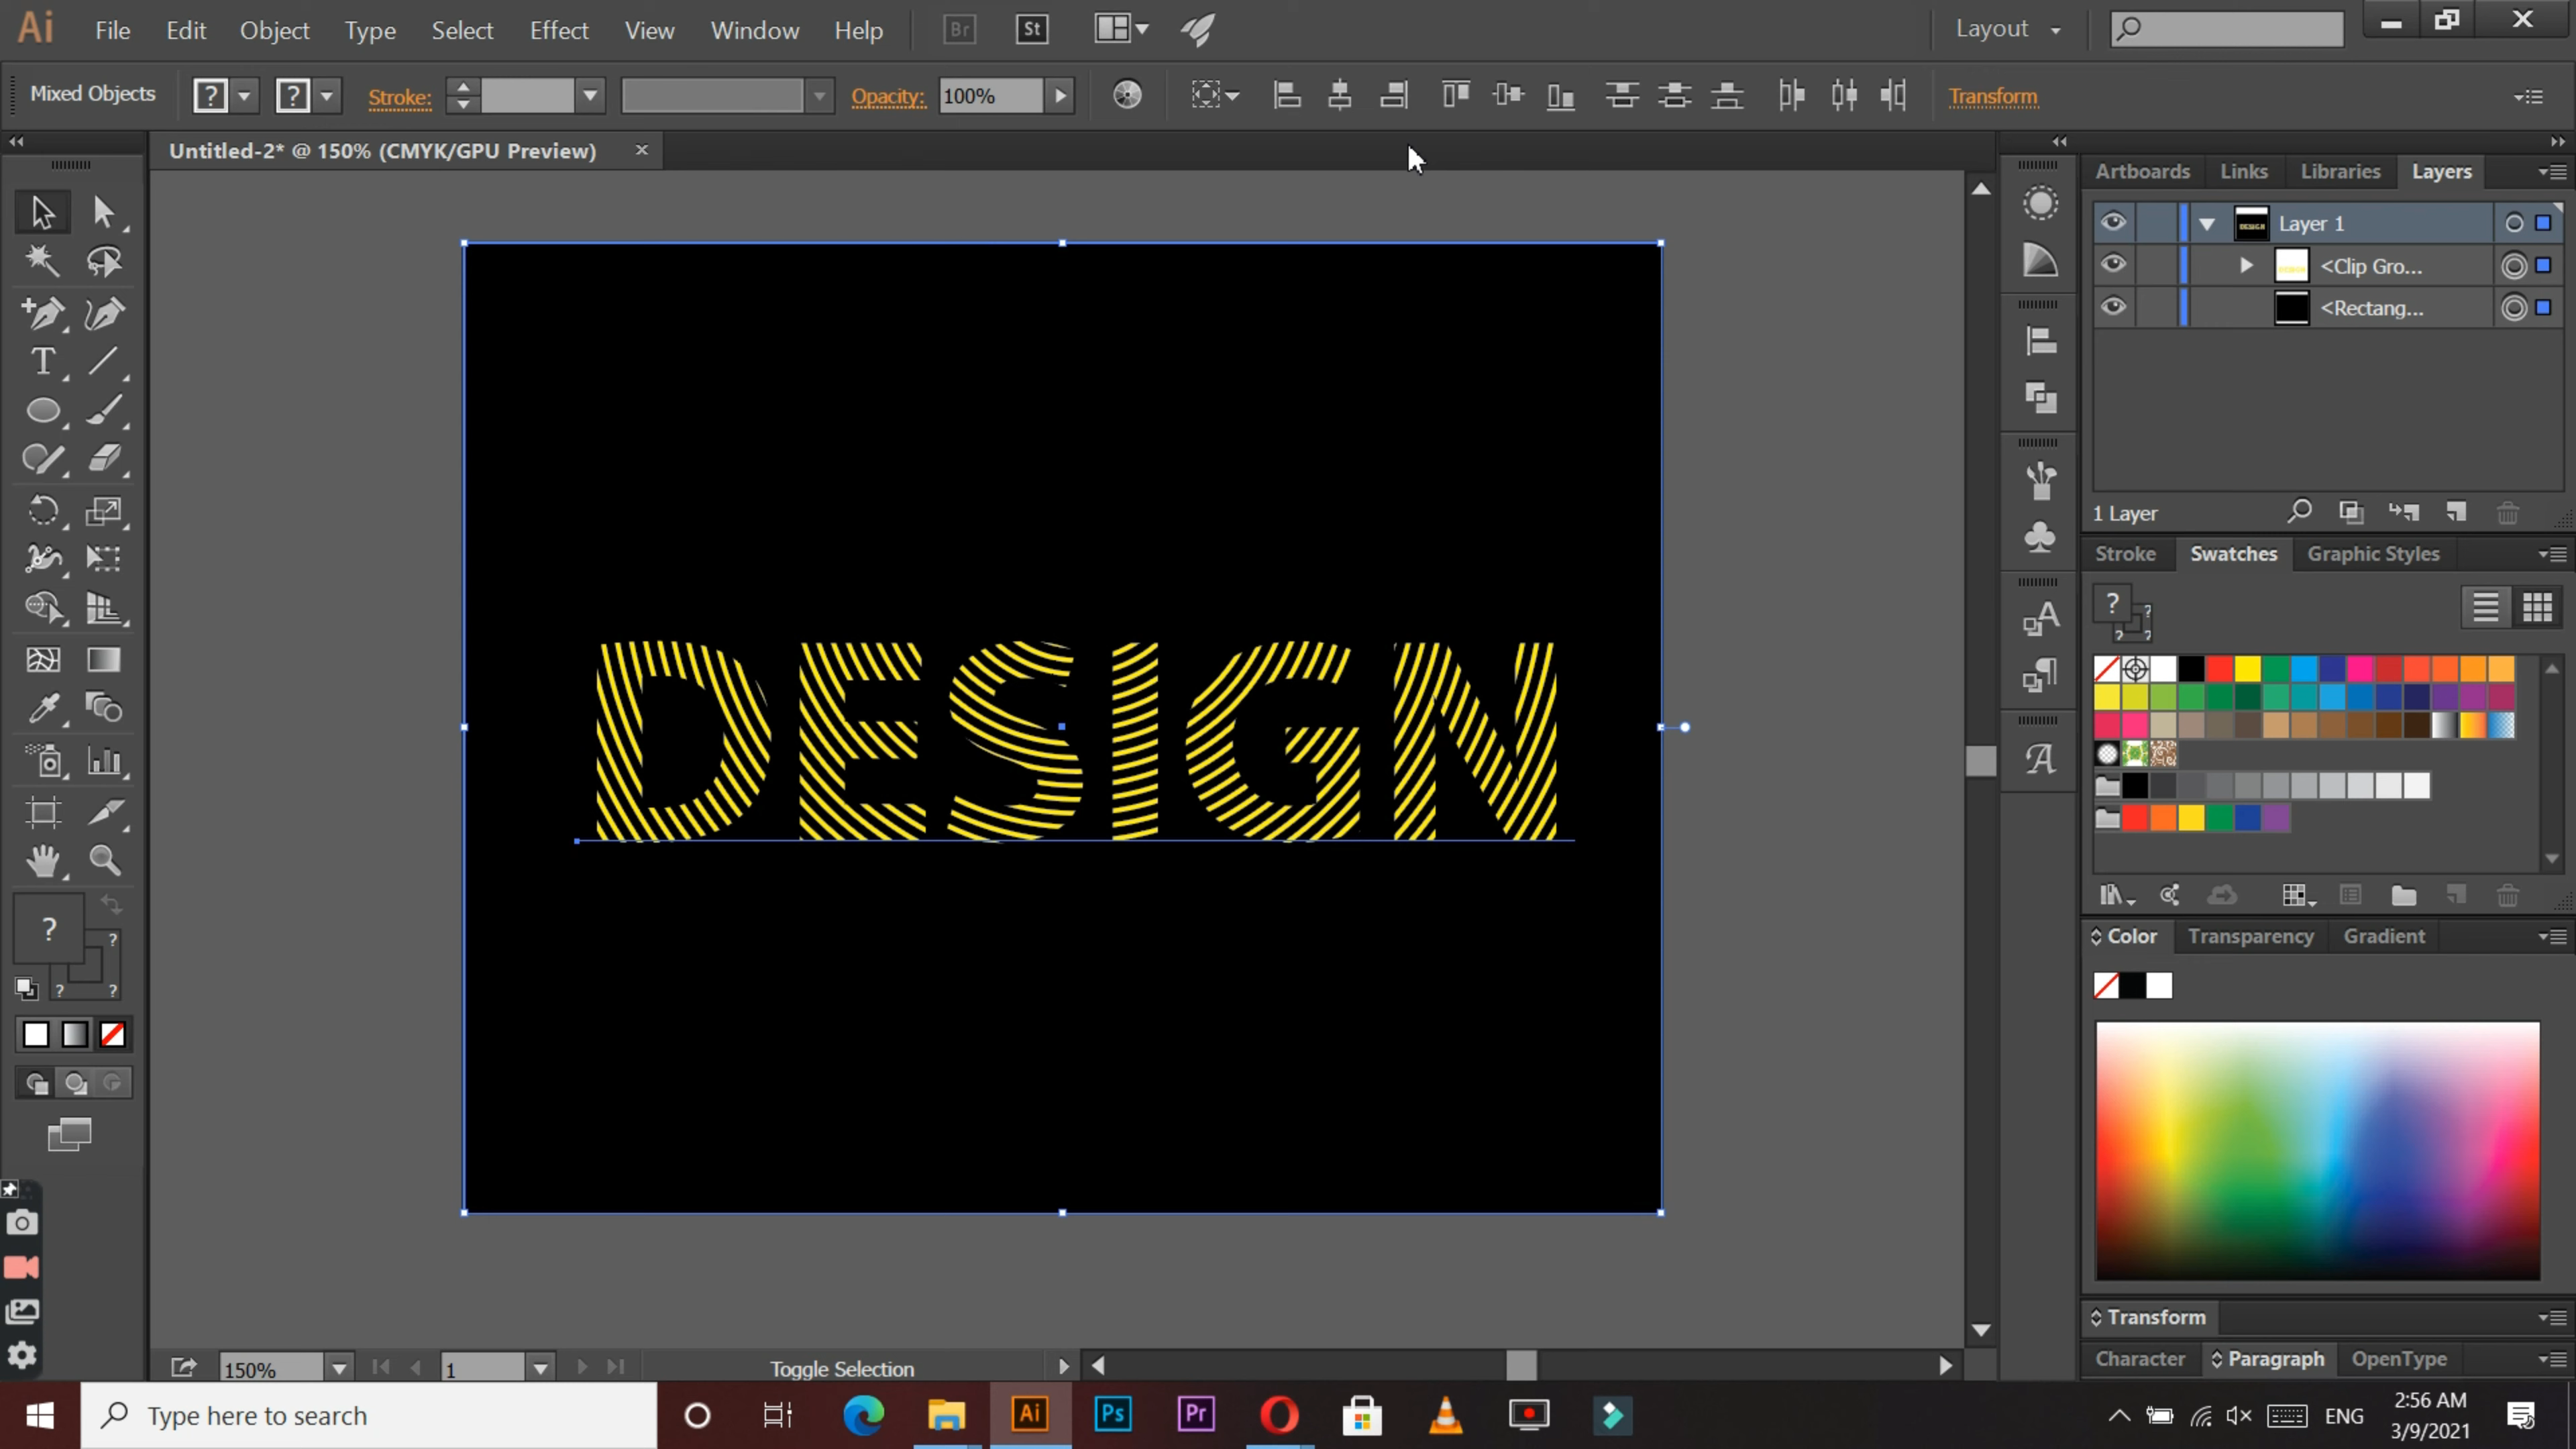 Ai File Edit Object Type Select Effect View Window Help Br St Layout
Mixed Objects ? ? Stroke: Opacity: 100% Transform
Untitled-2* @ 150% (CMYK/GPU Preview)
Artboards Links Libraries Layers
Layer 1
<Clip Gro...
<Rectang...
1 Layer
Stroke Swatches Graphic Styles
?
?
?
?
DESIGN
?
?
?
?
Color Transparency Gradient
Transform
150% 1 Toggle Selection
Character Paragraph OpenType
Type here to search
Ai Ps Pr
ENG
2:56 AM
3/9/2021